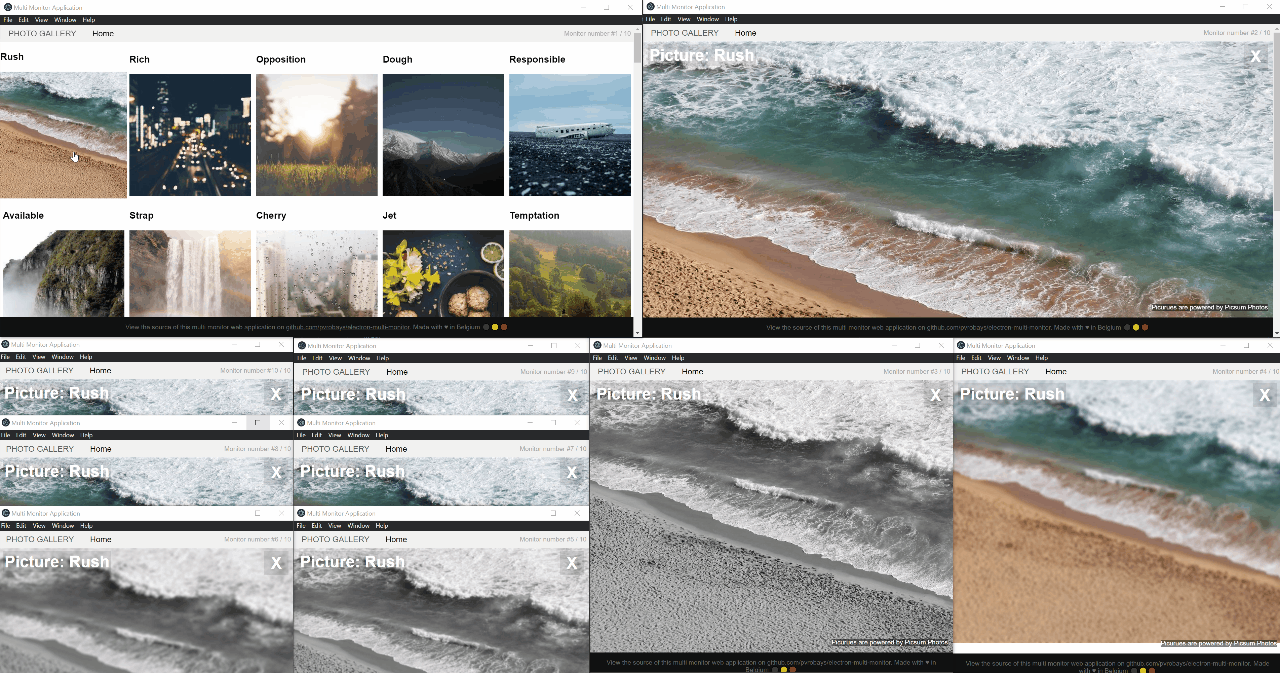 Multi Monitor Application
File Edit View Window Help
PHOTO GALLERY Home Monitor number #1 / 10
Rush Rich Opposition Dough Responsible
Available Strap Cherry Jet Temptation
View the source of this multi monitor web application on github.com/pvrobays/electron-multi-monitor. Made with ♥ in Belgium
Multi Monitor Application
File Edit View Window Help
PHOTO GALLERY Home Monitor number #2 / 10
Picture: Rush X
Picurues are powered by Picsum Photos
View the source of this multi monitor web application on github.com/pvrobays/electron-multi-monitor. Made with ♥ in Belgium
Multi Monitor Application
File Edit View Window Help
PHOTO GALLERY Home Monitor number #10 / 10
Picture: Rush X
Multi Monitor Application
File Edit View Window Help
PHOTO GALLERY Home Monitor number / 10
Picture: Rush X
Multi Monitor Application
File Edit View Window Help
PHOTO GALLERY Home Monitor number #8 / 10
Picture: Rush X
Multi Monitor Application
File Edit View Window Help
PHOTO GALLERY Home Monitor number #7 / 10
Picture: Rush X
Multi Monitor Application
File Edit View Window Help
PHOTO GALLERY Home Monitor number #6 / 10
Picture: Rush X
Multi Monitor Application
File Edit View Window Help
PHOTO GALLERY Home Monitor number #5 / 10
Picture: Rush X
Multi Monitor Application
File Edit View Window Help
PHOTO GALLERY Home Monitor number #3 / 10
Picture: Rush X
Picurues are powered by Picsum Photos
View the source of this multi monitor web application on github.com/pvrobays/electron-multi-monitor. Made with ♥ in
Belgium
Multi Monitor Application
File Edit View Window Help
PHOTO GALLERY Home Monitor number #4 / 10
Picture: Rush X
Picurues are powered by Picsum Photos
View the source of this multi monitor web application on github.com/pvrobays/electron-multi-monitor. Made
with ♥ in Belgium